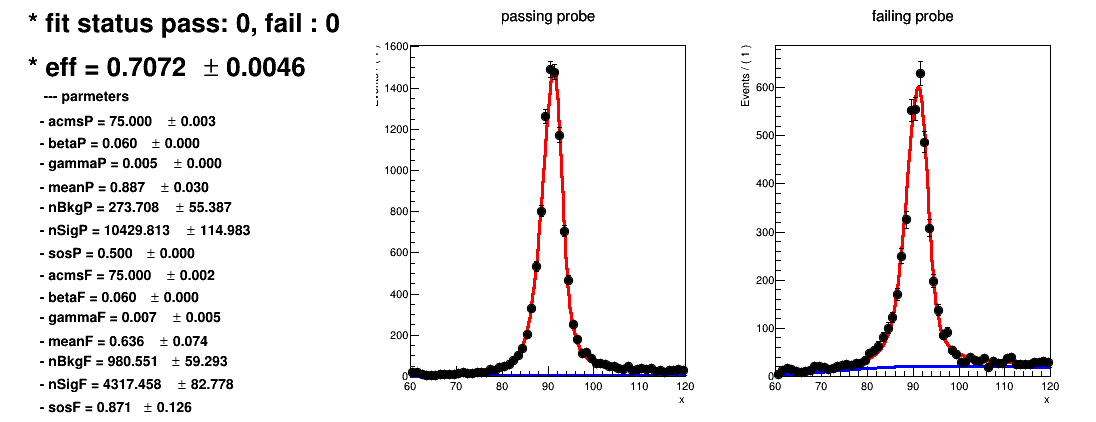 * fit status pass: 0, fail : 0
* eff = 0.7072 ± 0.0046
--- parmeters
- acmsP = 75.000 ± 0.003
- betaP = 0.060 ± 0.000
- gammaP = 0.005 ± 0.000
- meanP = 0.887 ± 0.030
- nBkgP = 273.708 ± 55.387
- nSigP = 10429.813 ± 114.983
- sosP = 0.500 ± 0.000
- acmsF = 75.000 ± 0.002
- betaF = 0.060 ± 0.000
- gammaF = 0.007 ± 0.005
- meanF = 0.636 ± 0.074
- nBkgF = 980.551 ± 59.293
- nSigF = 4317.458 ± 82.778
- sosF = 0.871 ± 0.126
passing probe
1600
1400
1200
1000
800
600
400
200
0
60 70 80 90 100 110 120
x
failing probe
Events / ( 1 )
600
500
400
300
200
100
0
60 70 80 90 100 110 120
x